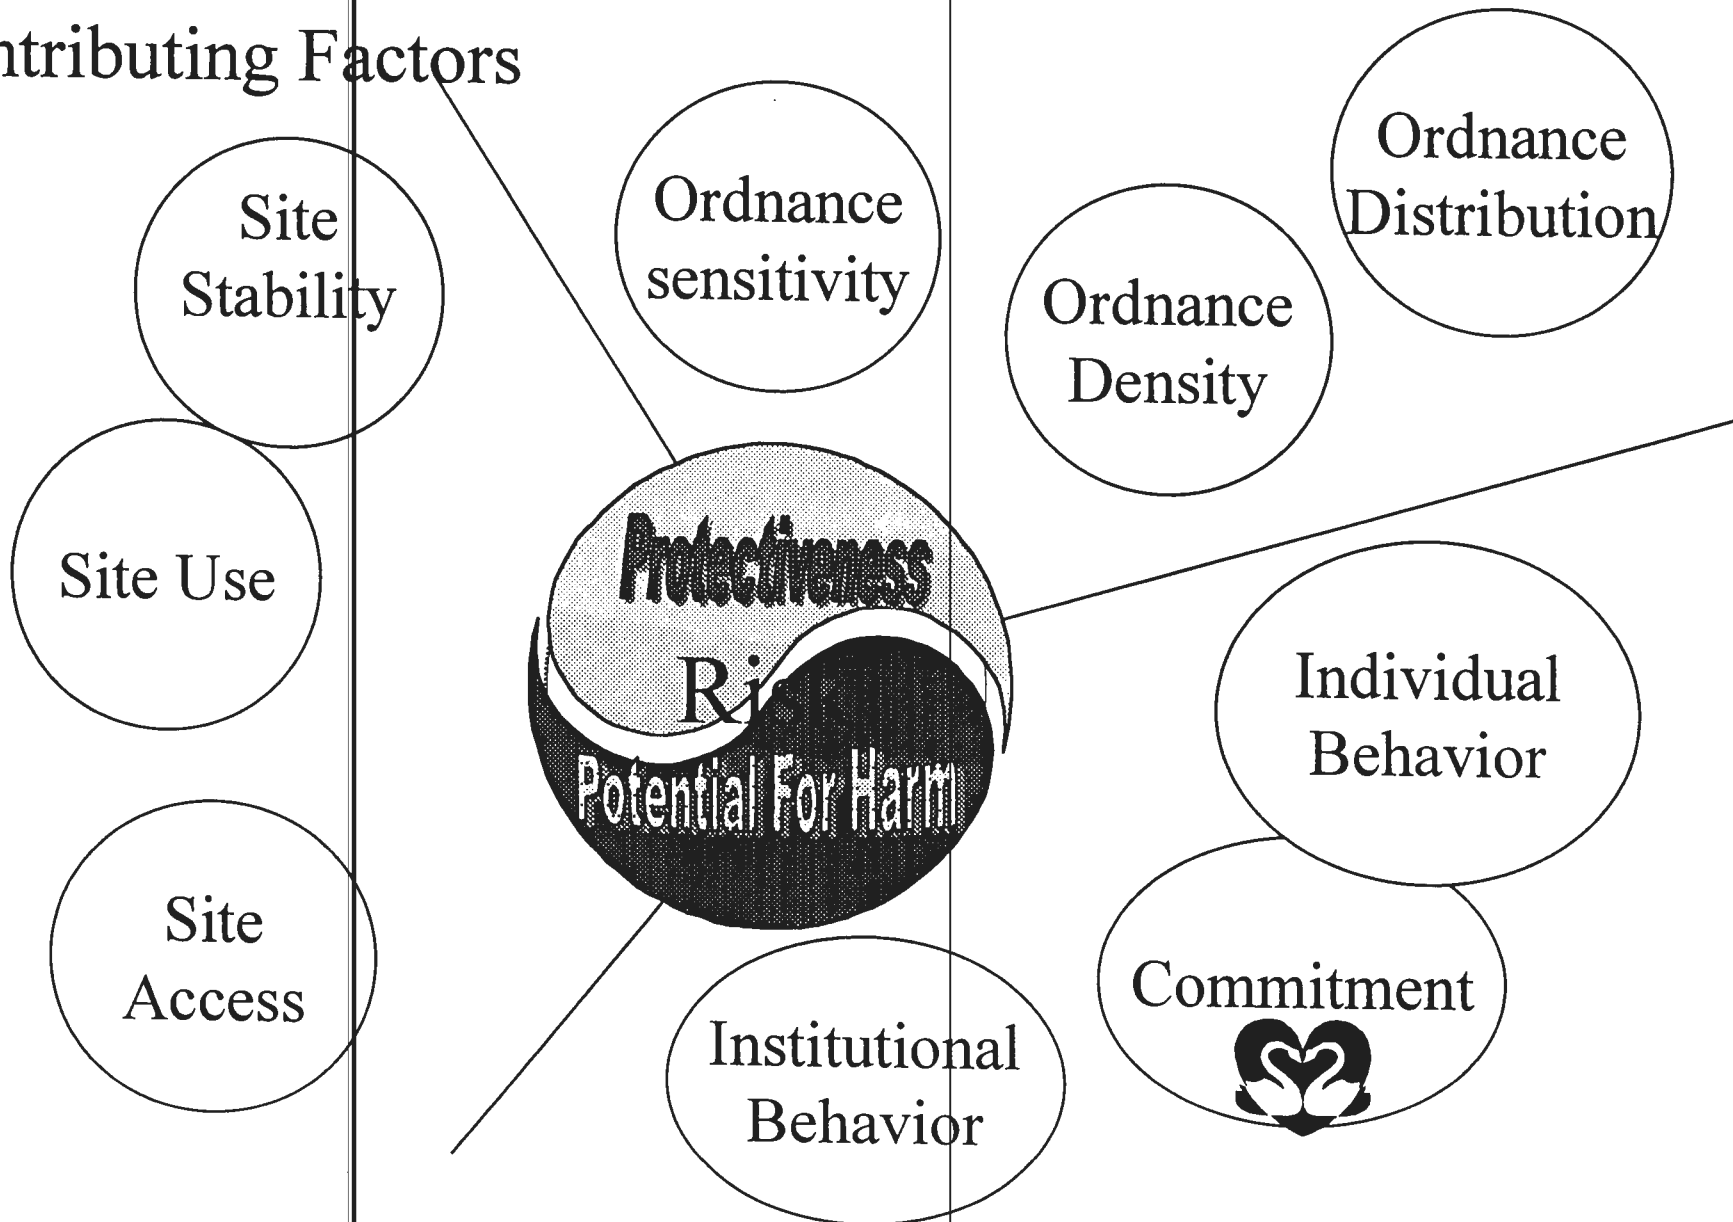 ntributing Factors
Site
Stability
Site Use
Site
Access
Ordnance
sensitivity
Ordnance
Density
Ordnance
Distribution
Protectiveness
Risk
Potential For Harm
Individual
Behavior
Commitment
Institutional
Behavior